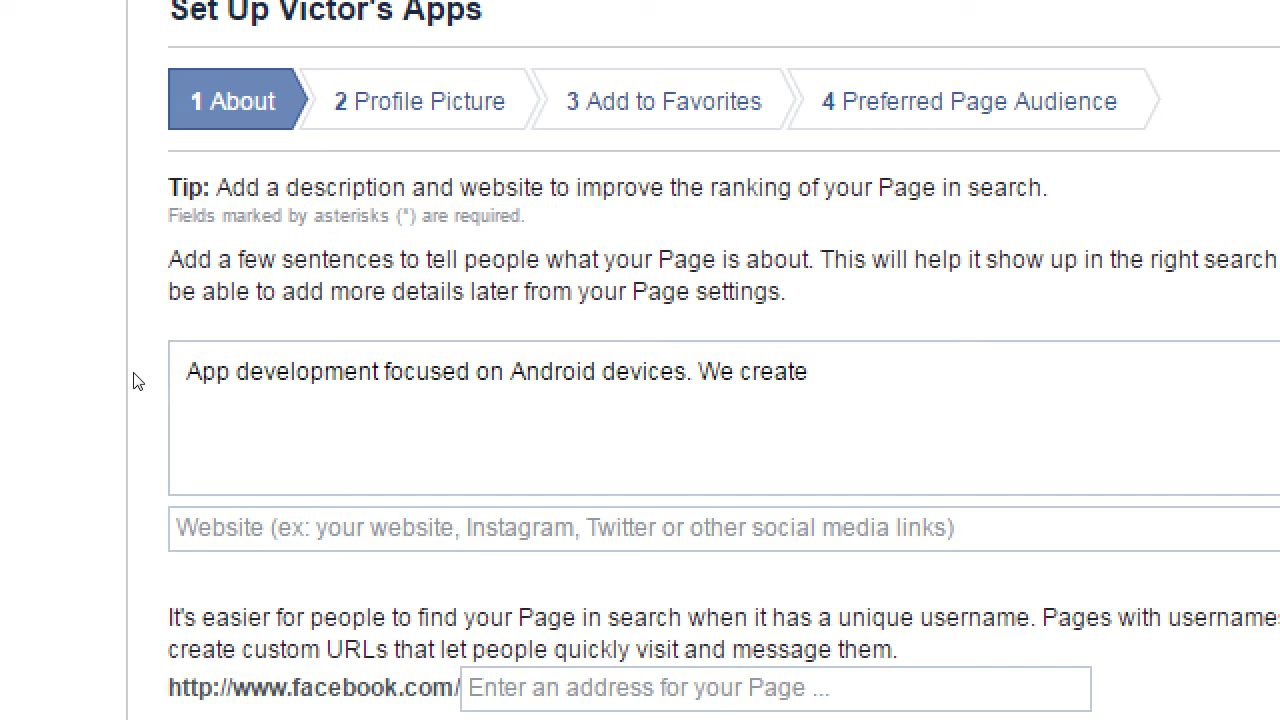 Set Up Victor's Apps
1 About 2 Profile Picture 3 Add to Favorites 4 Preferred Page Audience
Tip: Add a description and website to improve the ranking of your Page in search.
Fields marked by asterisks (*) are required.
Add a few sentences to tell people what your Page is about. This will help it show up in the right search
be able to add more details later from your Page settings.
App development focused on Android devices. We create
Website (ex: your website, Instagram, Twitter or other social media links)
It's easier for people to find your Page in search when it has a unique username. Pages with usernames
create custom URLs that let people quickly visit and message them.
http://www.facebook.com/ Enter an address for your Page ...